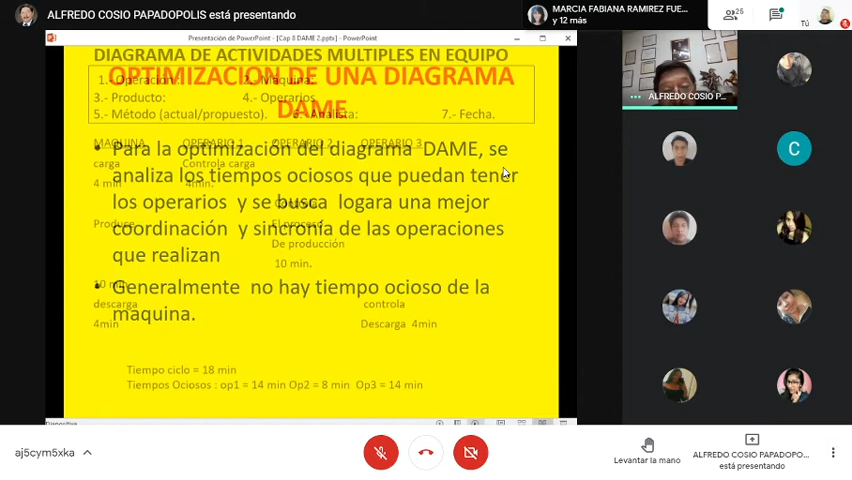 ALFREDO COSIO PAPADOPOLIS está presentando
MARCIA FABIANA RAMIREZ FUE...
y 12 más
25
Tú
Presentación de PowerPoint - [Cap 8 DAME 2.pptx] - PowerPoint
DIAGRAMA DE ACTIVIDADES MULTIPLES EN EQUIPO
OPTIMIZACION DE UNA DIAGRAMA
DAME
1.- Operación: 2.- Maquina:
3.- Producto: 4.- Operarios
5.- Método (actual/propuesto). 6.- Analista: 7.- Fecha.
MAQUINA OPERARIO 1 OPERARIO 2 OPERARIO 3
• Para la optimización del diagrama DAME, se
carga Controla carga
analiza los tiempos ociosos que puedan tener
4 min 4min.
los operarios y se busca logara una mejor
Controla
Produce El proceso
coordinación y sincronía de las operaciones
De producción
que realizan
10 min.
10 min
• Generalmente no hay tiempo ocioso de la
descarga controla
maquina.
4min Descarga 4min
Tiempo ciclo = 18 min
Tiempos Ociosos : op1 = 14 min Op2 = 8 min Op3 = 14 min
Diapositiva
ALFREDO COSIO P...
C
aj5cym5xka
Levantar la mano
ALFREDO COSIO PAPADOPO...
está presentando